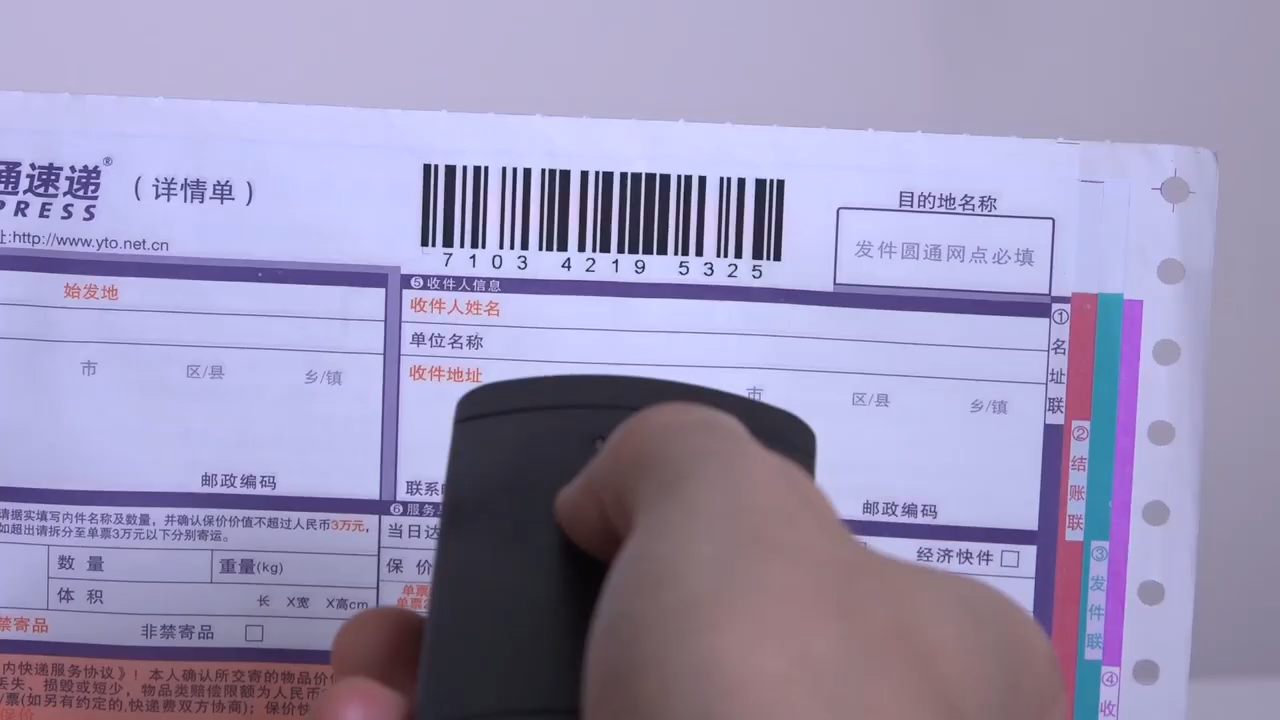 通速递® (详情单)
PRESS
址:http://www.yto.net.cn
7103 4219 5325
目的地名称
发件圆通网点必填
始发地
市 区/县 乡/镇
邮政编码
⑤收件人信息
收件人姓名
单位名称
收件地址
市 区/县 乡/镇
联系
邮政编码
请据实填写内件名称及数量,并确认保价价值不超过人民币3万元,
如超出请拆分至单票3万元以下分别寄运。
数量 重量(kg)
体积 长 X宽 X高cm
禁寄品 非禁寄品
⑥服务
当日达
经济快件
保价
单票
内快递服务协议》!本人确认所交寄的物品价
丢失、损毁或短少,物品类赔偿限额为人民币
/票(如另有约定的,快递费双方协商);保价快
保价
①名址联
②结账联
③发件联
④收